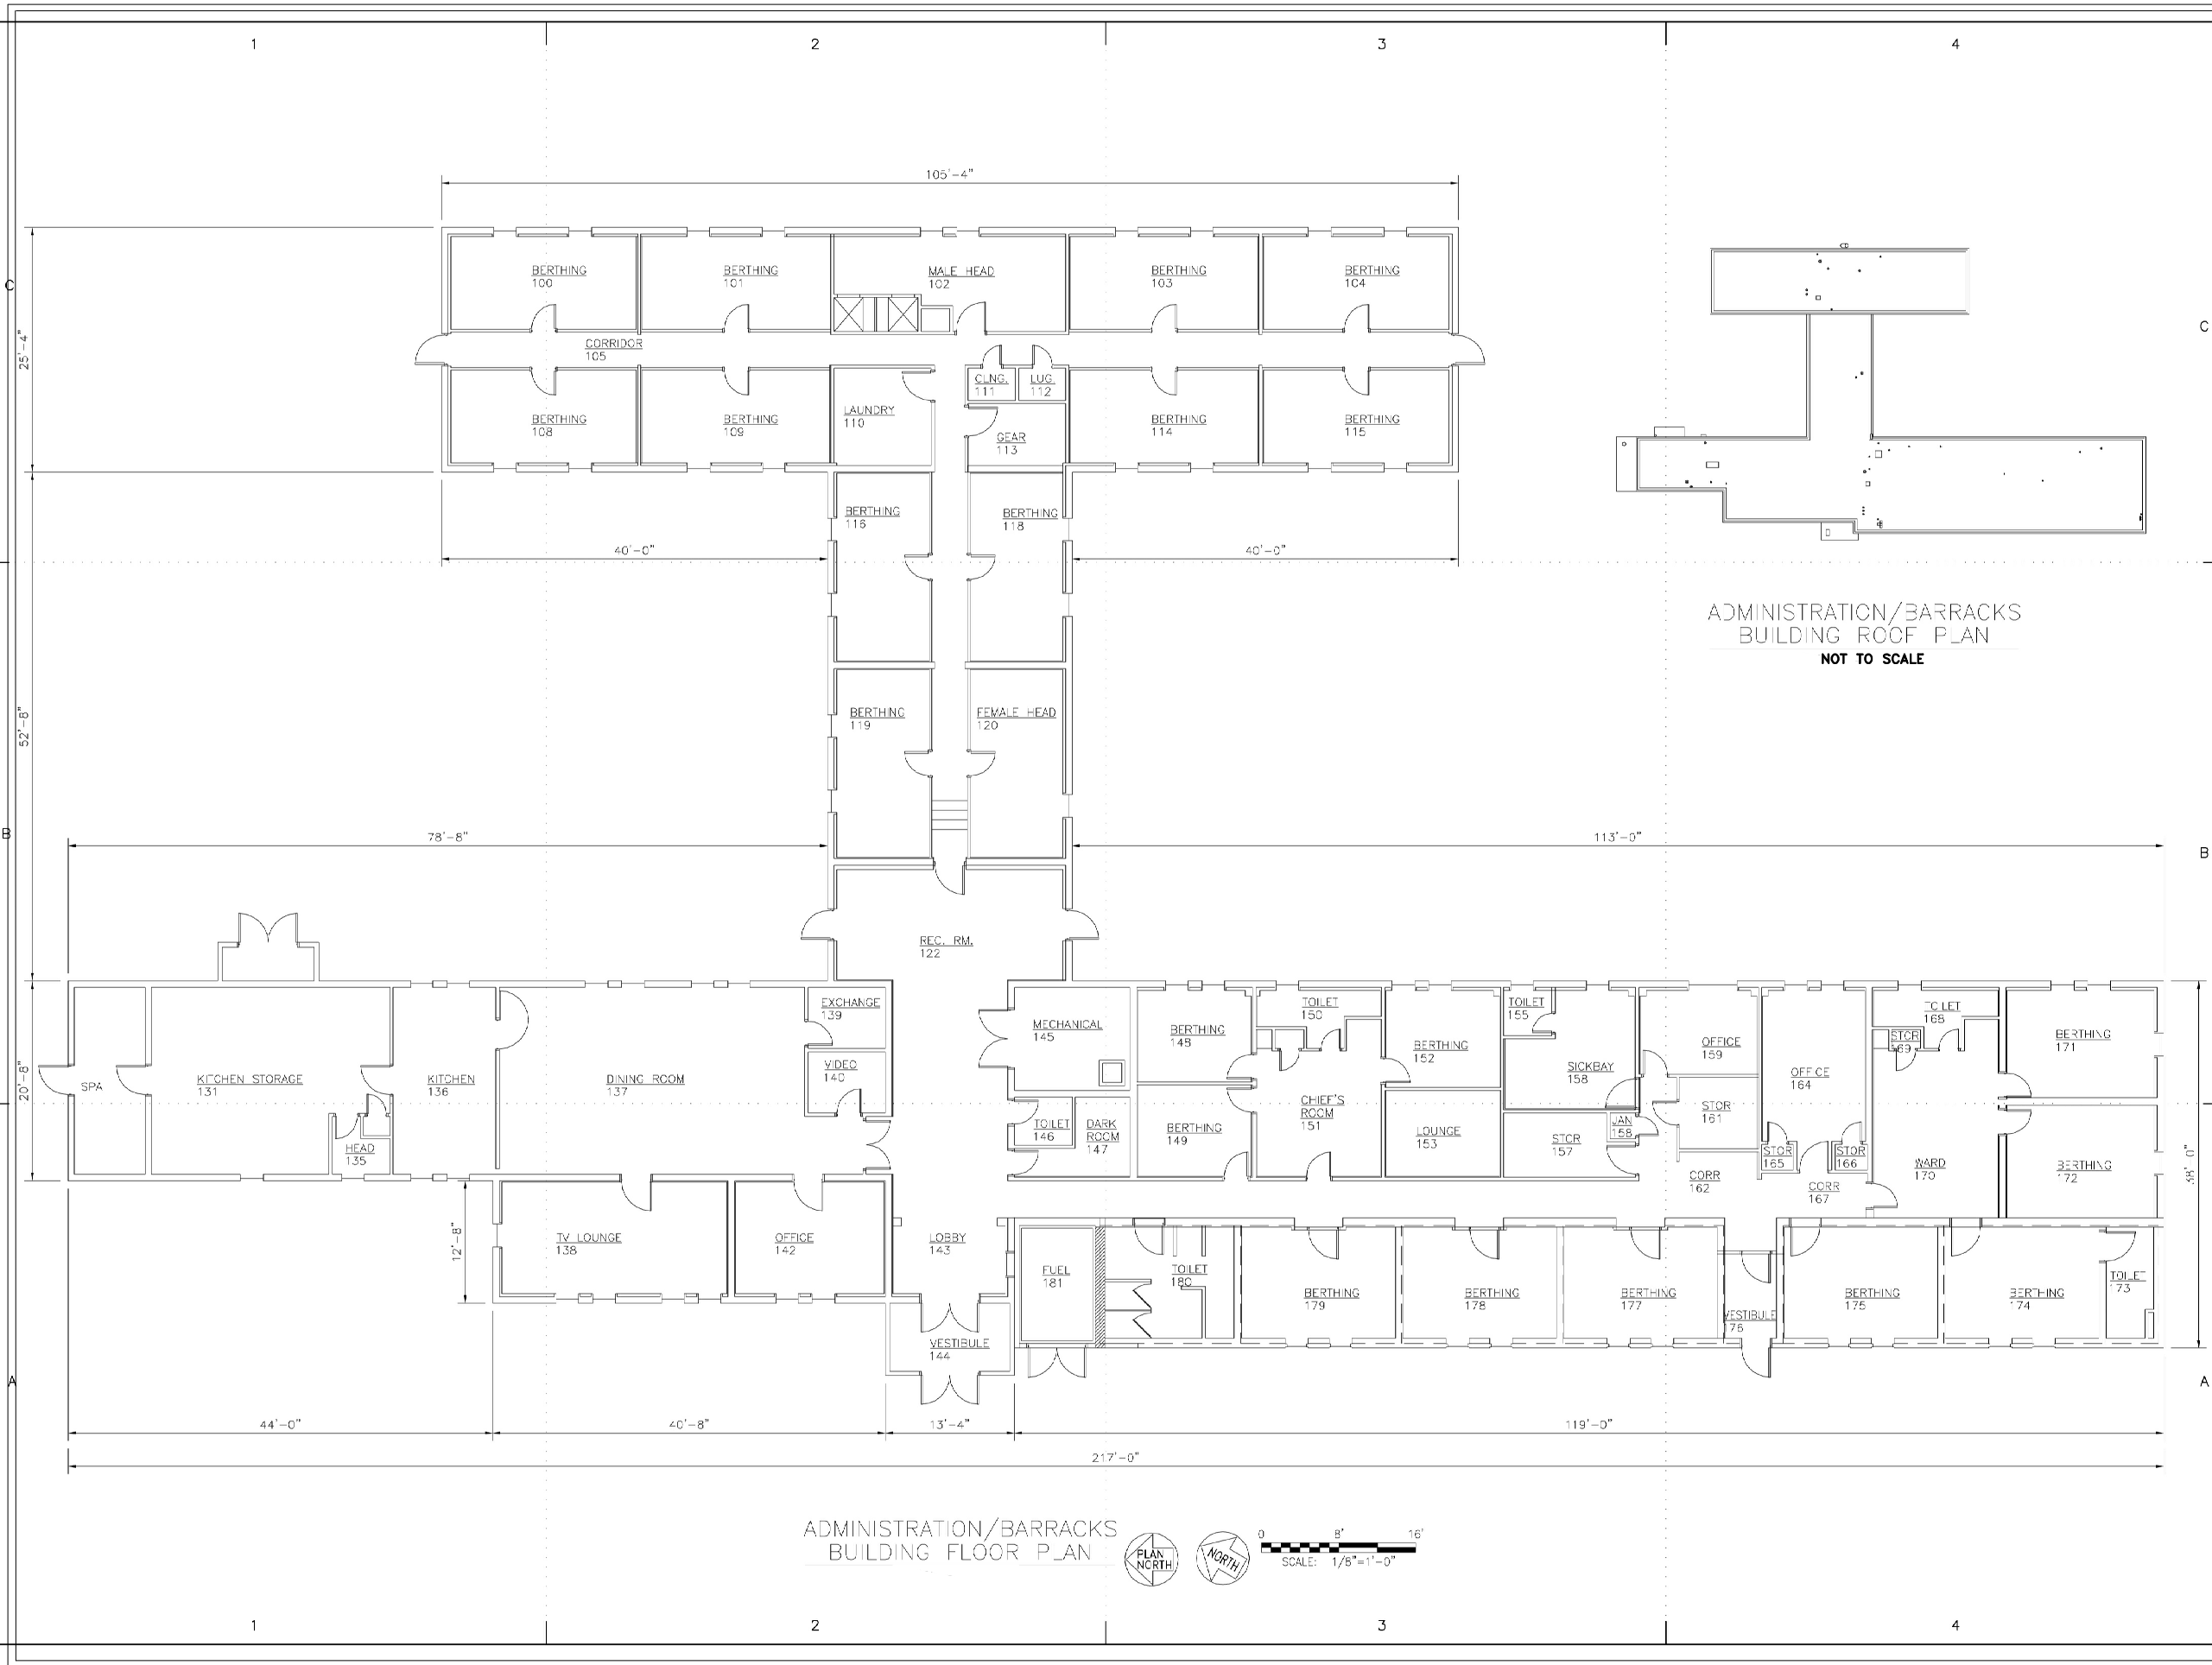 1
2
3
4
105'-4"
C
BERTHING
100
BERTHING
101
MALE HEAD
102
BERTHING
103
BERTHING
104
C
25'-4"
CORRIDOR
105
CLNG.
111
LUG.
112
BERTHING
108
BERTHING
109
LAUNDRY
110
GEAR
113
BERTHING
114
BERTHING
115
BERTHING
116
BERTHING
118
40'-0"
40'-0"
ADMINISTRATION/BARRACKS
BUILDING ROOF PLAN
NOT TO SCALE
52'-8"
BERTHING
119
FEMALE HEAD
120
B
78'-8"
113'-0"
B
REC. RM.
122
EXCHANGE
139
MECHANICAL
145
BERTHING
148
TOILET
150
BERTHING
152
TOILET
155
SICKBAY
158
OFFICE
159
OFFICE
164
TOILET
168
STOR
169
BERTHING
171
20'-8"
SPA
KITCHEN STORAGE
131
KITCHEN
136
DINING ROOM
137
VIDEO
140
HEAD
135
TOILET
146
DARK
ROOM
147
BERTHING
149
CHIEF'S
ROOM
151
LOUNGE
153
STOR
157
JAN
158
STOR
161
CORR
162
STOR
165
STOR
166
CORR
167
WARD
170
BERTHING
172
38' 0"
12'-8"
TV LOUNGE
138
OFFICE
142
LOBBY
143
FUEL
181
TOILET
180
BERTHING
179
BERTHING
178
BERTHING
177
VESTIBULE
176
BERTHING
175
BERTHING
174
TOILET
173
VESTIBULE
144
A
A
44'-0"
40'-8"
13'-4"
119'-0"
217'-0"
ADMINISTRATION/BARRACKS
BUILDING FLOOR PLAN
PLAN
NORTH
NORTH
0 8' 16'
SCALE: 1/8"=1'-0"
1
2
3
4